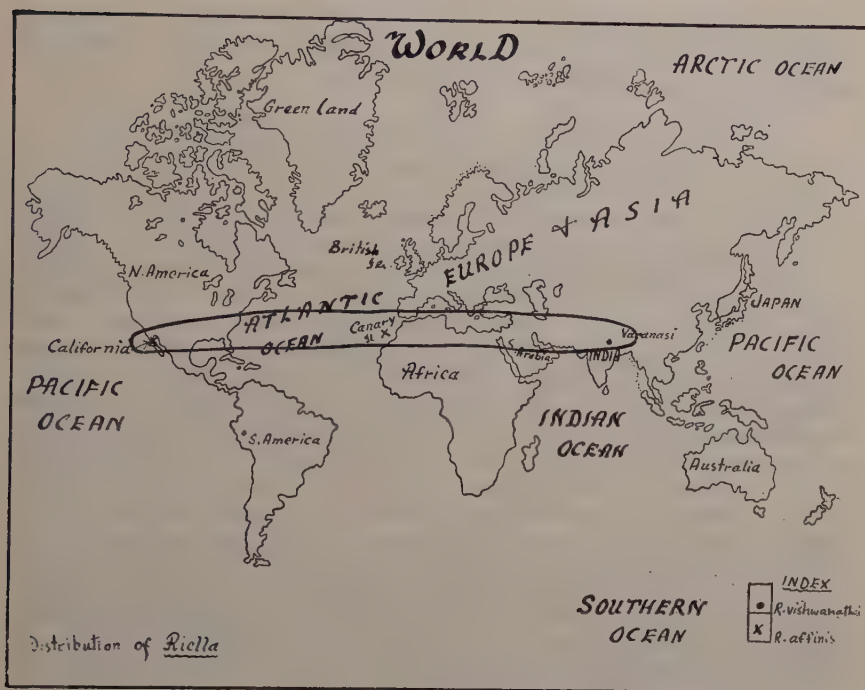 WORLD
ARCTIC OCEAN
Green Land
British
EUROPE & ASIA
N. America
JAPAN
ATLANTIC
OCEAN
Canary
Is
x
Varanasi
California
S. Arabia
INDIA
PACIFIC
OCEAN
Africa
PACIFIC
OCEAN
INDIAN
OCEAN
S. America
Australia
SOUTHERN
OCEAN
INDEX
• R. vishwanathii
x R. affinis
Distribution of Riella